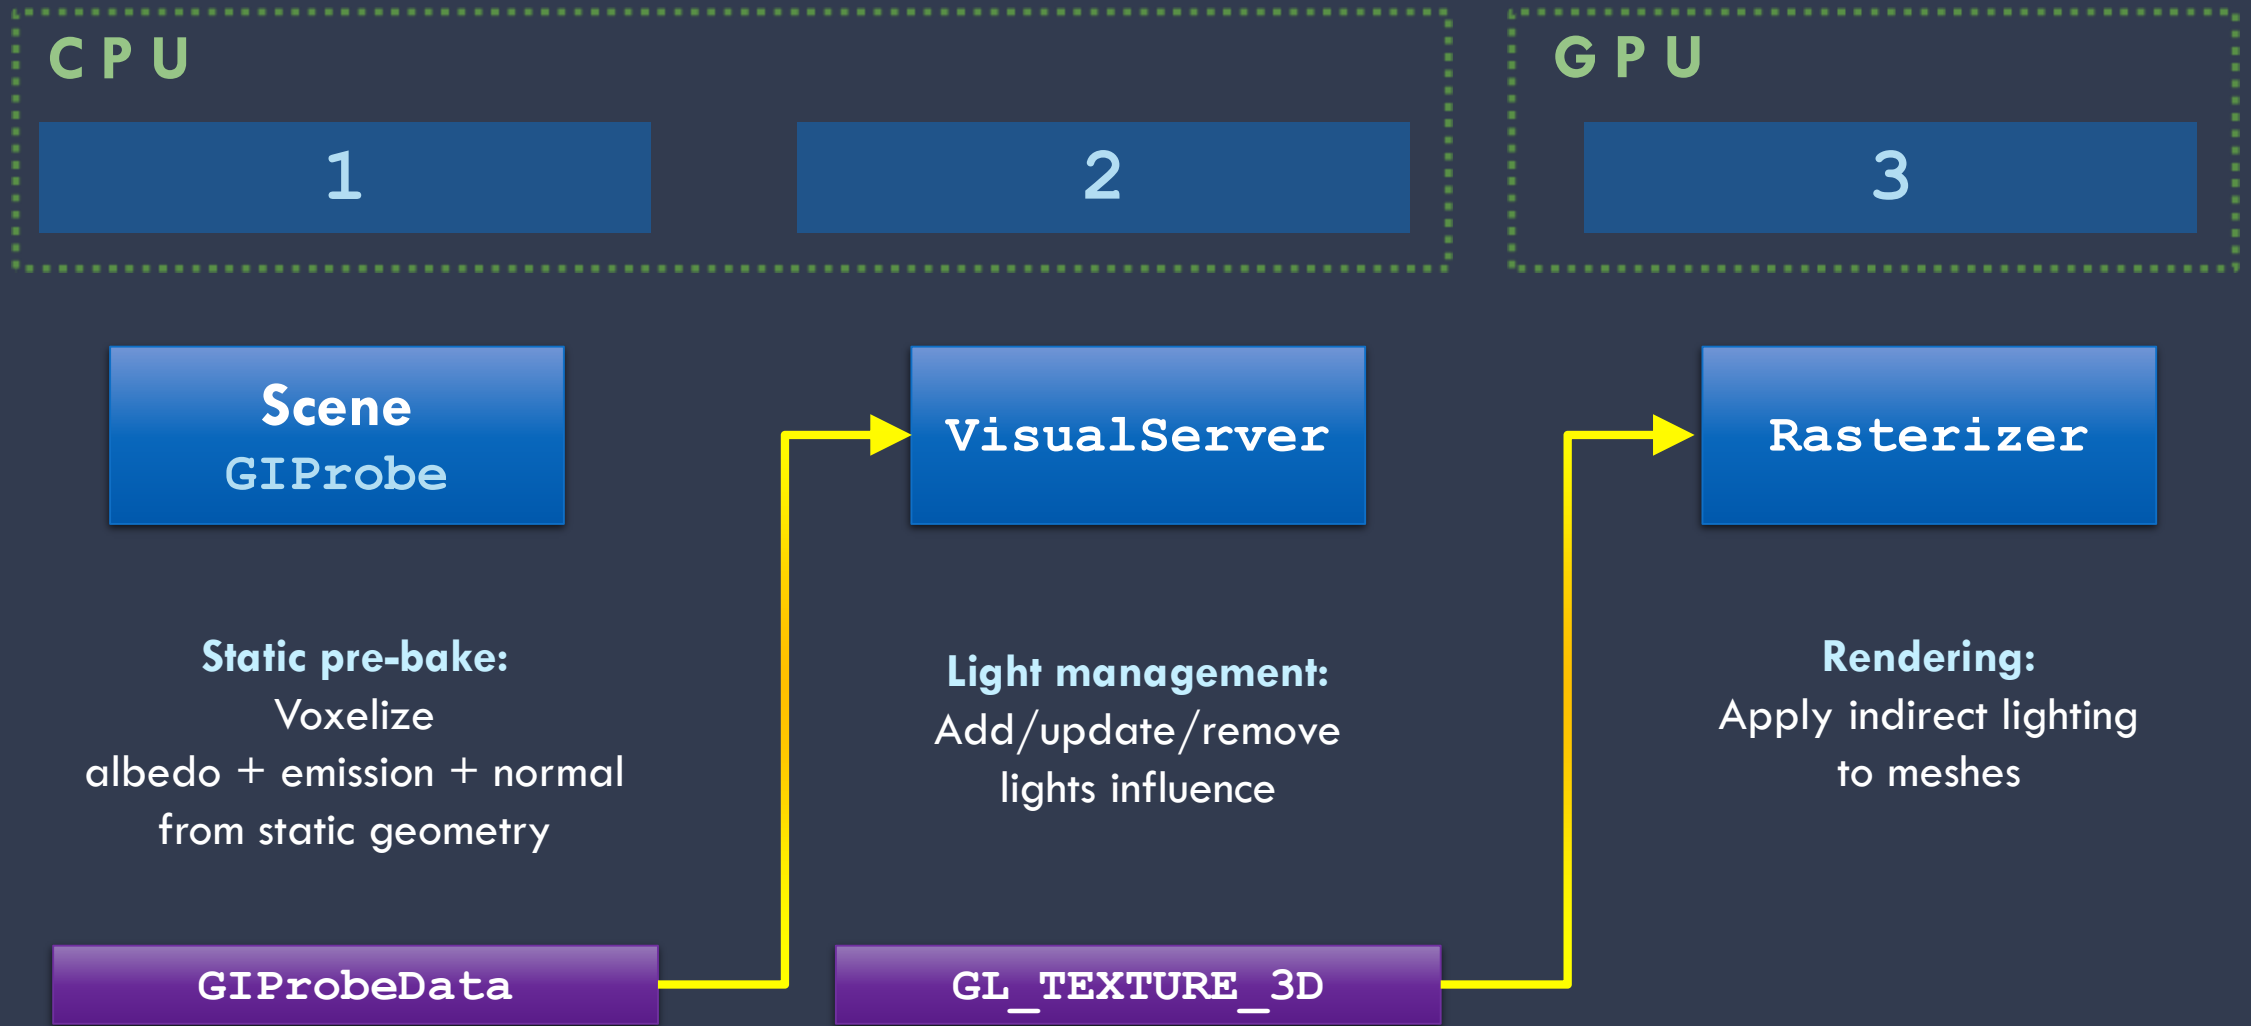 CPU
GPU
1
2
3
Scene
GIProbe
VisualServer
Rasterizer
Static pre-bake:
Voxelize
albedo + emission + normal
from static geometry
Light management:
Add/update/remove
lights influence
Rendering:
Apply indirect lighting
to meshes
GIProbeData
GL_TEXTURE_3D